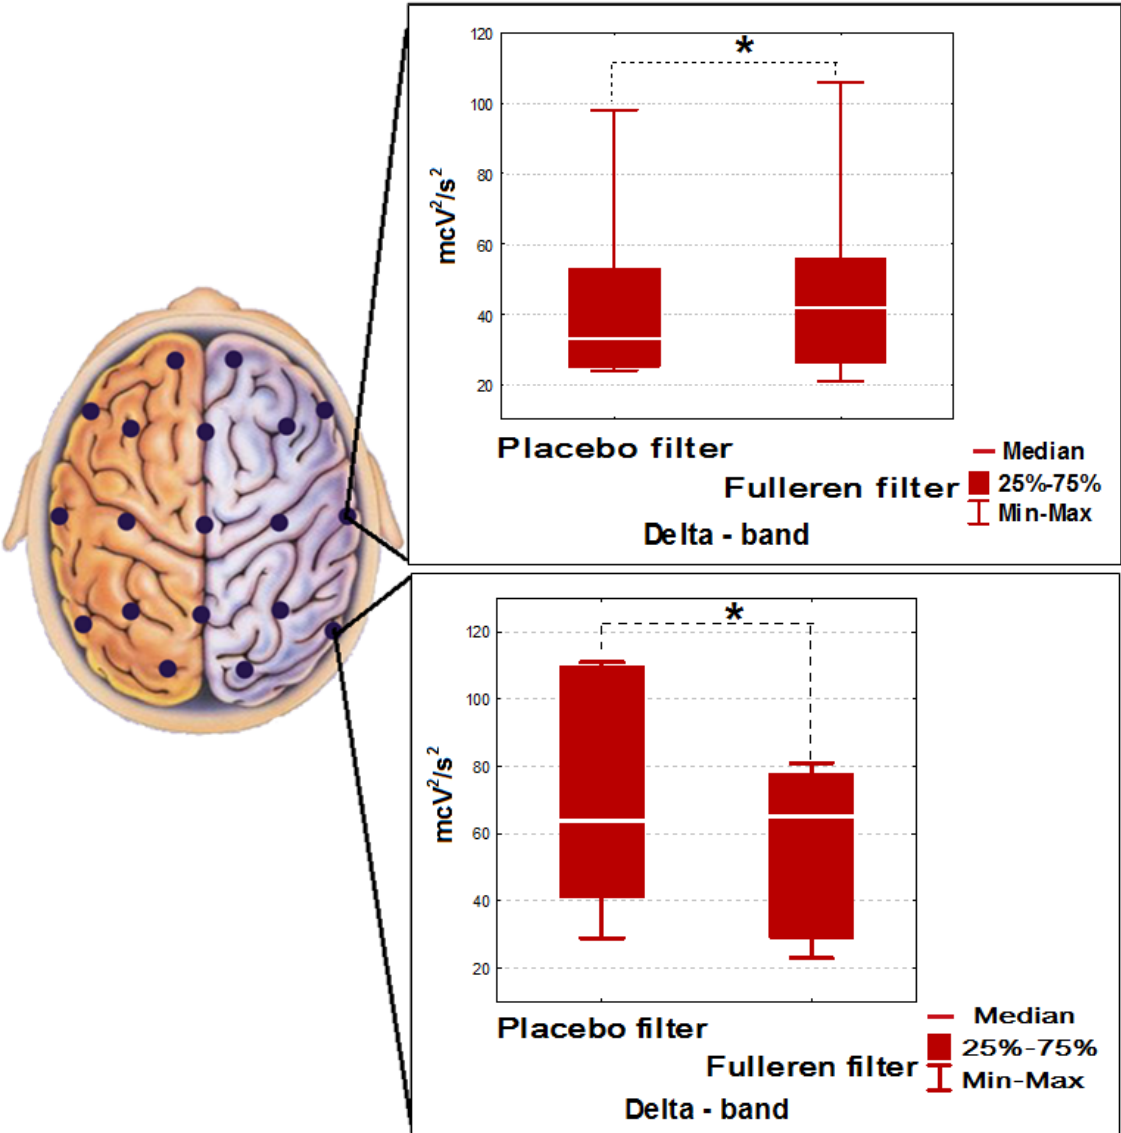 *
120
100
80
60
40
20
mcV²/s²
Placebo filter
Fulleren filter
Delta - band
Median
25%-75%
Min-Max
*
120
100
80
60
40
20
mcV²/s²
Placebo filter
Fulleren filter
Delta - band
Median
25%-75%
Min-Max